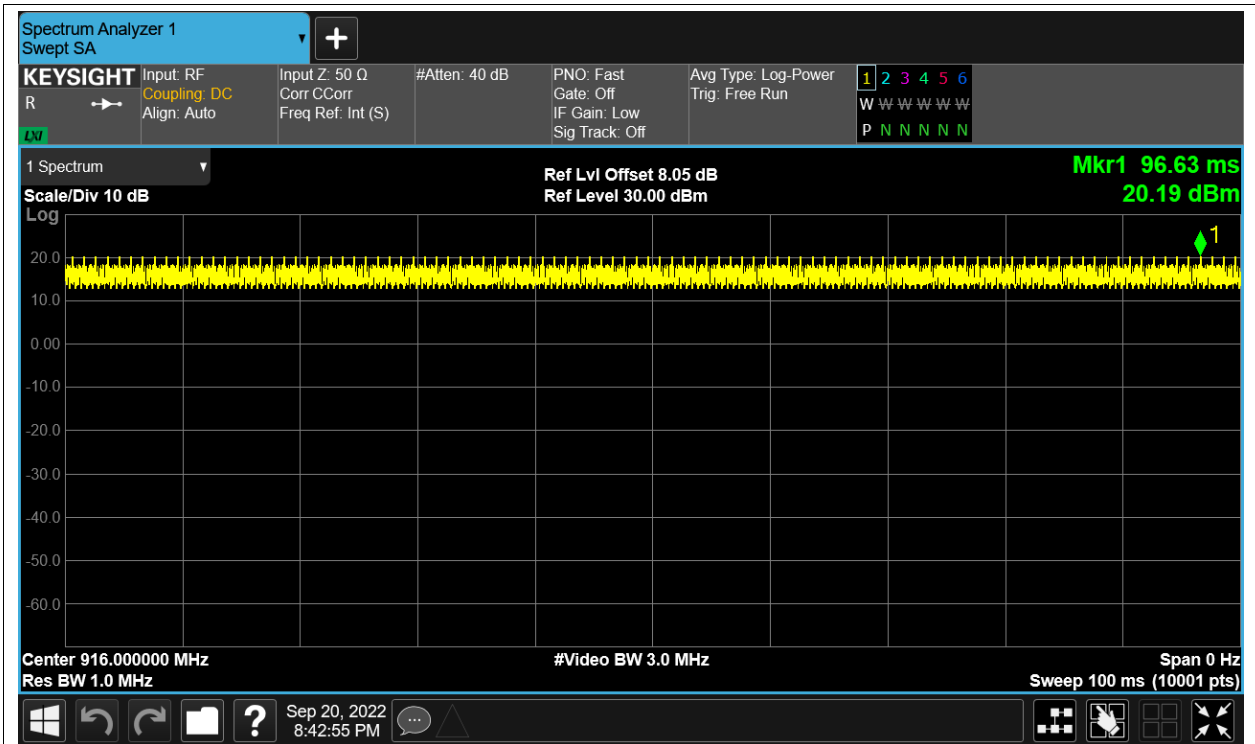 Spectrum Analyzer 1
Swept SA
KEYSIGHT
R
LXI
Input: RF
Coupling: DC
Align: Auto
Input Z: 50 Ω
Corr CCorr
Freq Ref: Int (S)
#Atten: 40 dB
PNO: Fast
Gate: Off
IF Gain: Low
Sig Track: Off
Avg Type: Log-Power
Trig: Free Run
1 2 3 4 5 6
W W W W W W
P N N N N N
1 Spectrum
Scale/Div 10 dB
Ref Lvl Offset 8.05 dB
Ref Level 30.00 dBm
Mkr1 96.63 ms
20.19 dBm
Log
1
20.0
10.0
0.00
-10.0
-20.0
-30.0
-40.0
-50.0
-60.0
Center 916.000000 MHz
Res BW 1.0 MHz
#Video BW 3.0 MHz
Span 0 Hz
Sweep 100 ms (10001 pts)
?
Sep 20, 2022
8:42:55 PM